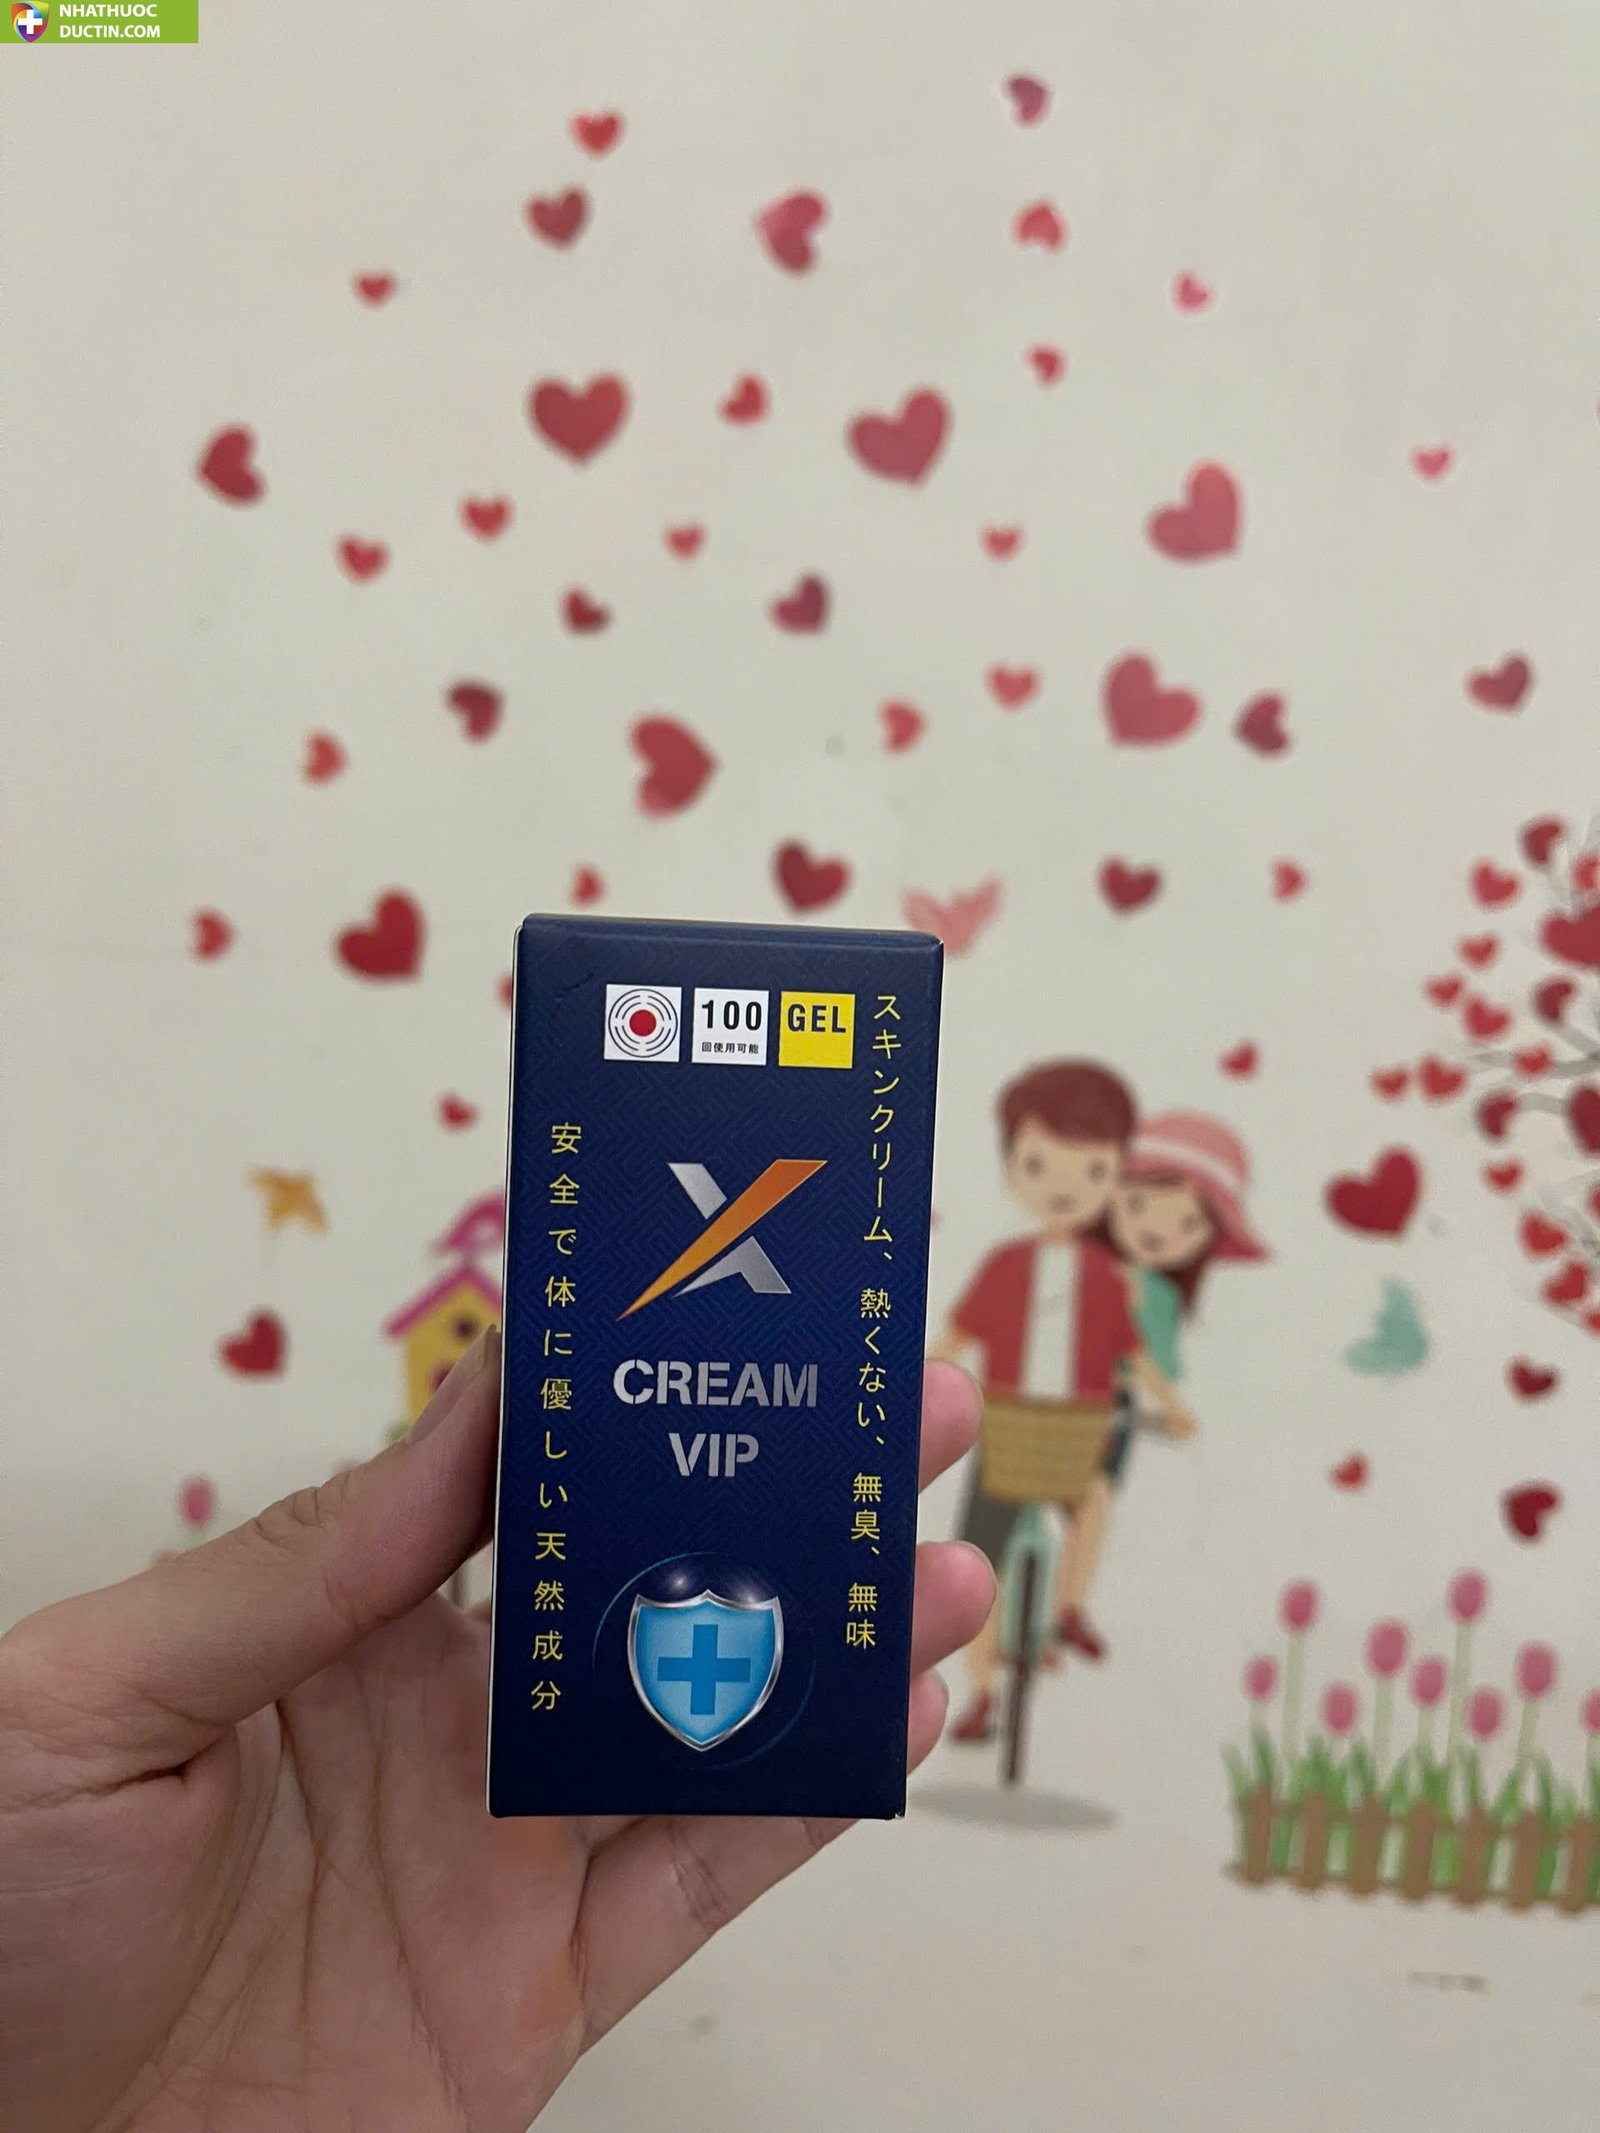 NHATHUOC
DUCTIN.COM
100
回使用可能
GEL
スキンクリーム、熱くない、無臭、無味
安全で体に優しい天然成分
X
CREAM
VIP